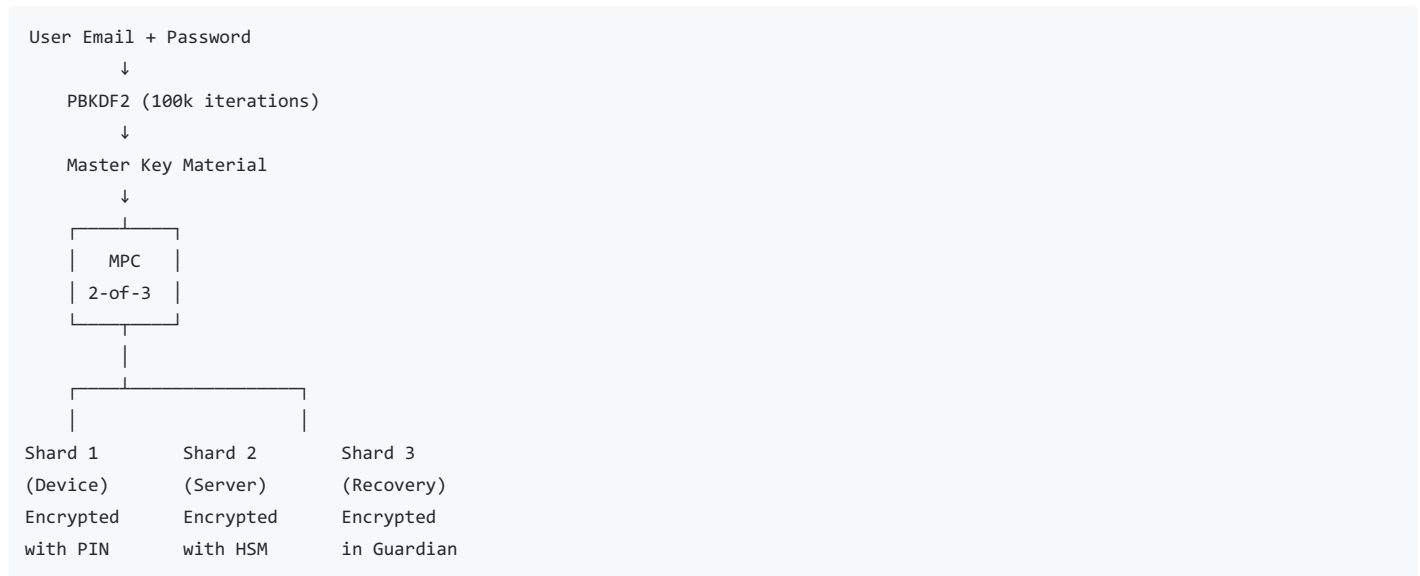 User Email + Password
↓
PBKDF2 (100k iterations)
↓
Master Key Material
↓
MPC
2-of-3
Shard 1 Shard 2 Shard 3
(Device) (Server) (Recovery)
Encrypted Encrypted Encrypted
with PIN with HSM in Guardian